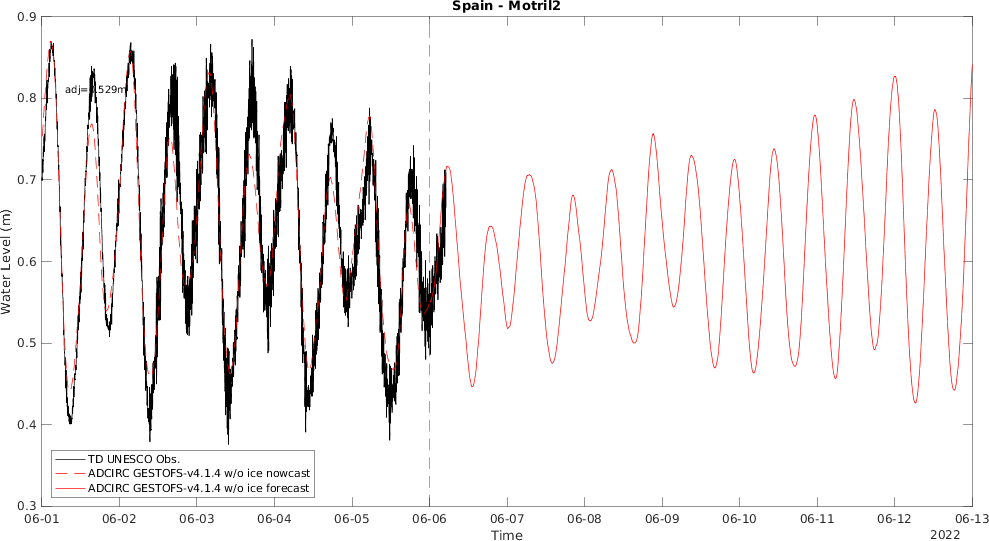 Spain - Motril2
0.9
0.8
0.7
0.6
0.5
0.4
0.3
Water Level (m)
TD UNESCO Obs.
ADCIRC GESTOFS-v4.1.4 w/o ice nowcast
ADCIRC GESTOFS-v4.1.4 w/o ice forecast
06-01 06-02 06-03 06-04 06-05 06-06 06-07 06-08 06-09 06-10 06-11 06-12 06-13
Time
2022